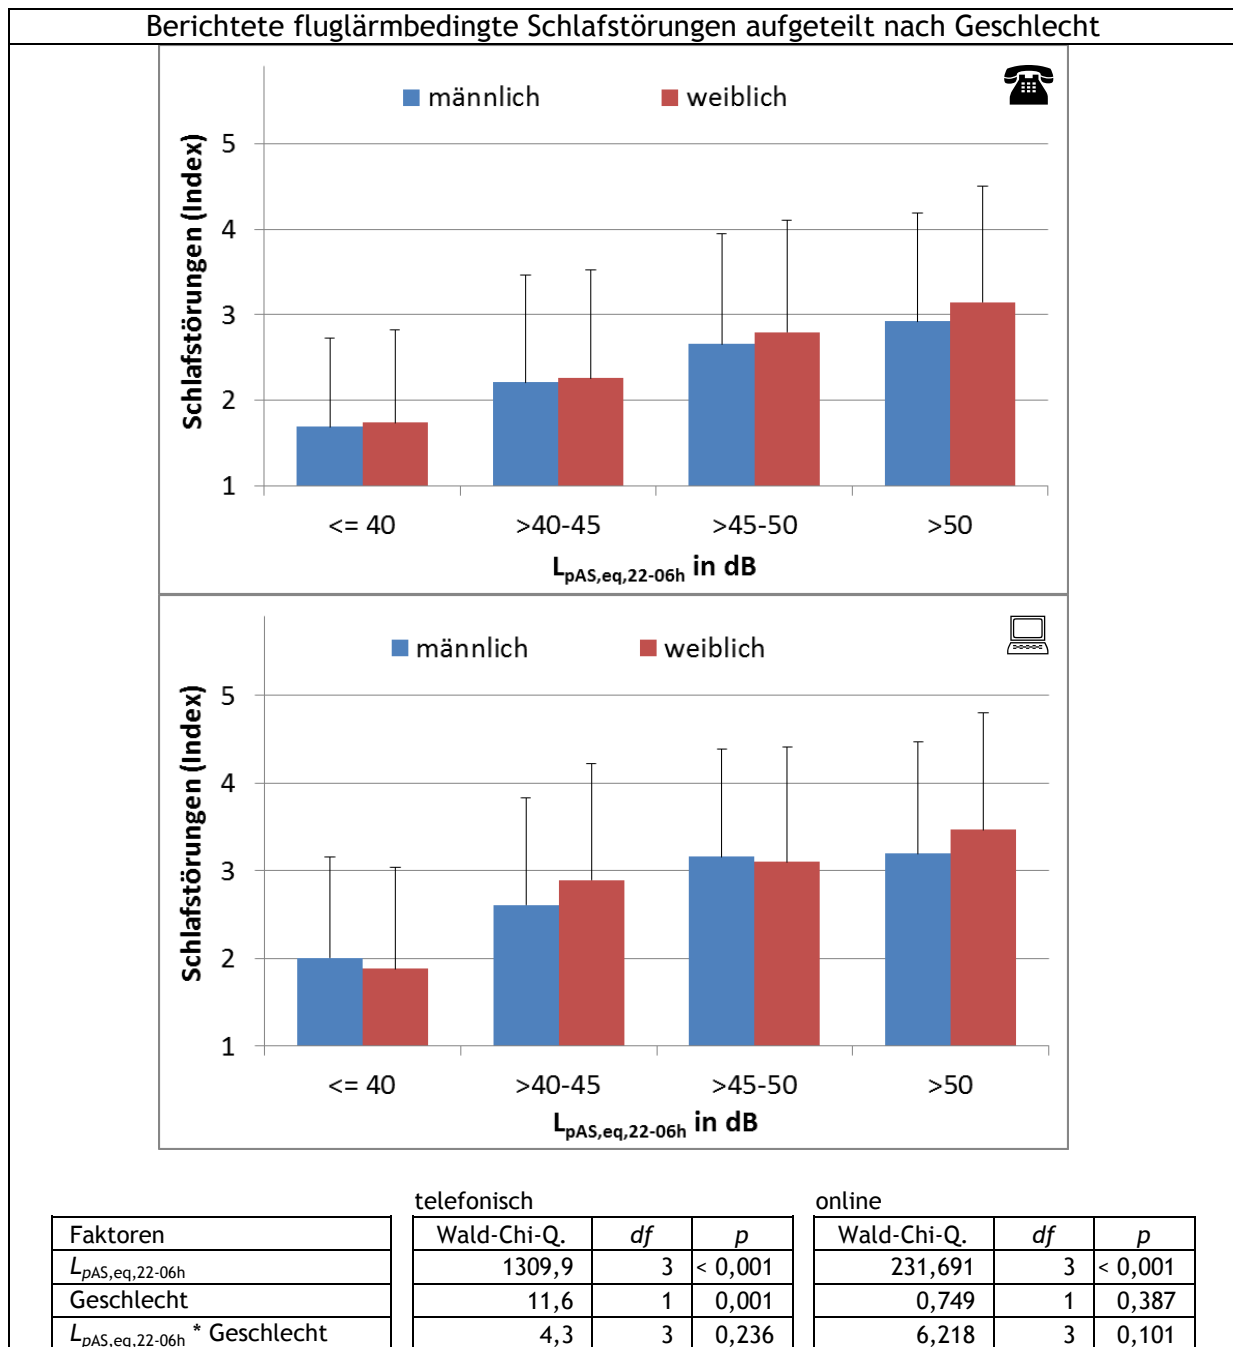 Berichtete fluglärmbedingte Schlafstörungen aufgeteilt nach Geschlecht
männlich weiblich
Schlafstörungen (Index)
5
4
3
2
1
<= 40 >40-45 >45-50 >50
LpAS,eq,22-06h in dB
männlich weiblich
Schlafstörungen (Index)
5
4
3
2
1
<= 40 >40-45 >45-50 >50
LpAS,eq,22-06h in dB
telefonisch online
Faktoren Wald-Chi-Q. df p Wald-Chi-Q. df p
LpAS,eq,22-06h 1309,9 3 < 0,001 231,691 3 < 0,001
Geschlecht 11,6 1 0,001 0,749 1 0,387
LpAS,eq,22-06h * Geschlecht 4,3 3 0,236 6,218 3 0,101